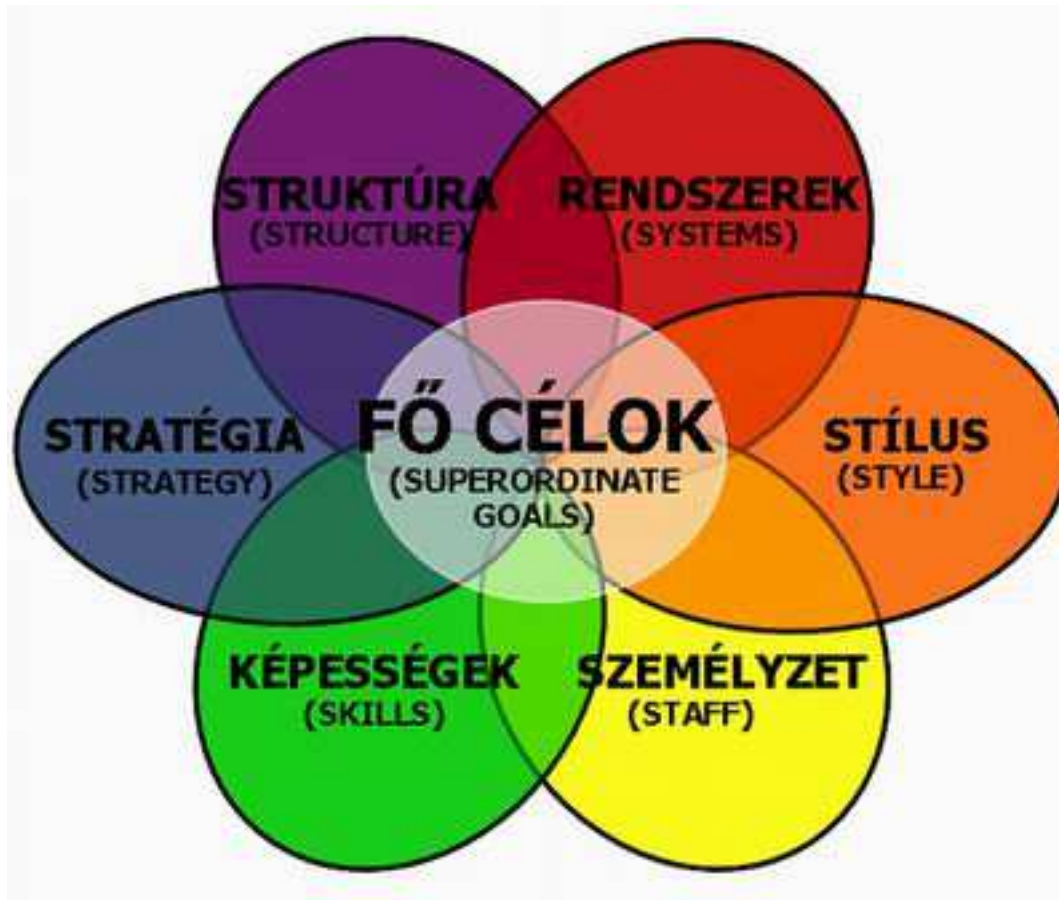 STRUKTÚRA
(STRUCTURE)
RENDSZEREK
(SYSTEMS)
STRATÉGIA
(STRATEGY)
FŐ CÉLOK
(SUPERORDINATE
GOALS)
STÍLUS
(STYLE)
KÉPESSÉGEK
(SKILLS)
SZEMÉLYZET
(STAFF)